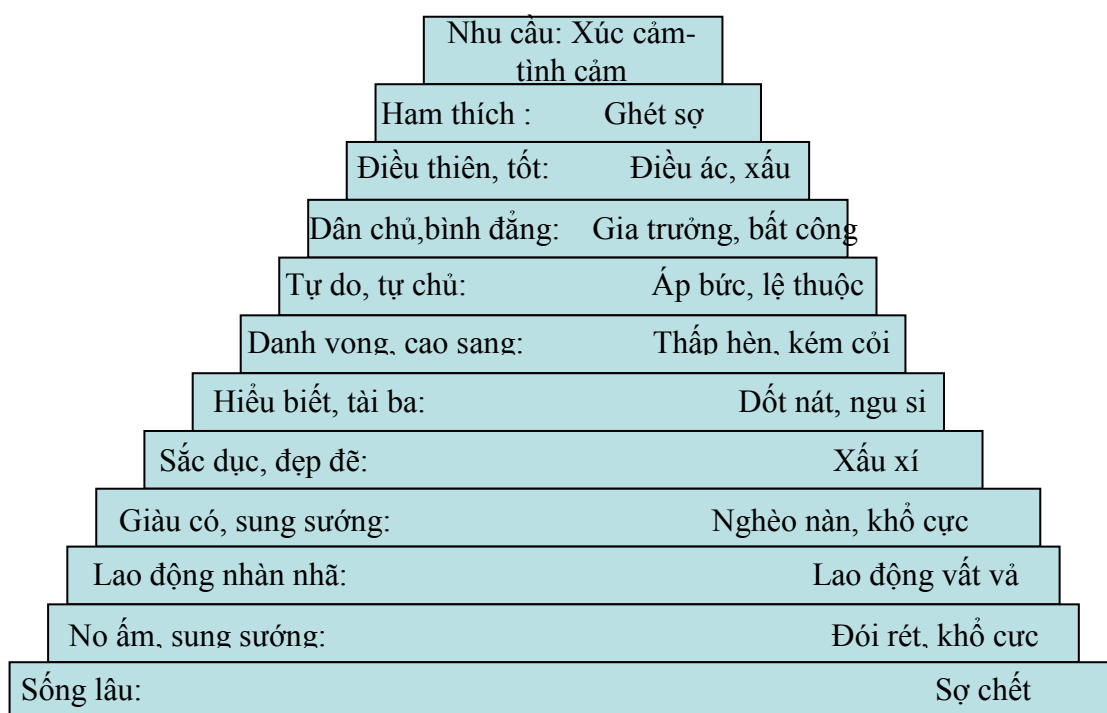 Nhu cầu: Xúc cảm-
tình cảm
Ham thích : Ghét sợ
Điều thiên, tốt: Điều ác, xấu
Dân chủ,bình đẳng: Gia trưởng, bất công
Tự do, tự chủ: Áp bức, lệ thuộc
Danh vong, cao sang: Thấp hèn, kém cỏi
Hiểu biết, tài ba: Dốt nát, ngu si
Sắc dục, đẹp đẽ: Xấu xí
Giàu có, sung sướng: Nghèo nàn, khổ cực
Lao động nhàn nhã: Lao động vất vả
No ấm, sung sướng: Đói rét, khổ cưc
Sống lâu: Sợ chết